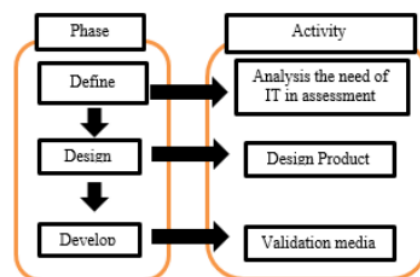 Phase
Activity
Define
Analysis the need of
IT in assessment
Design
Design Product
Develop
Validation media